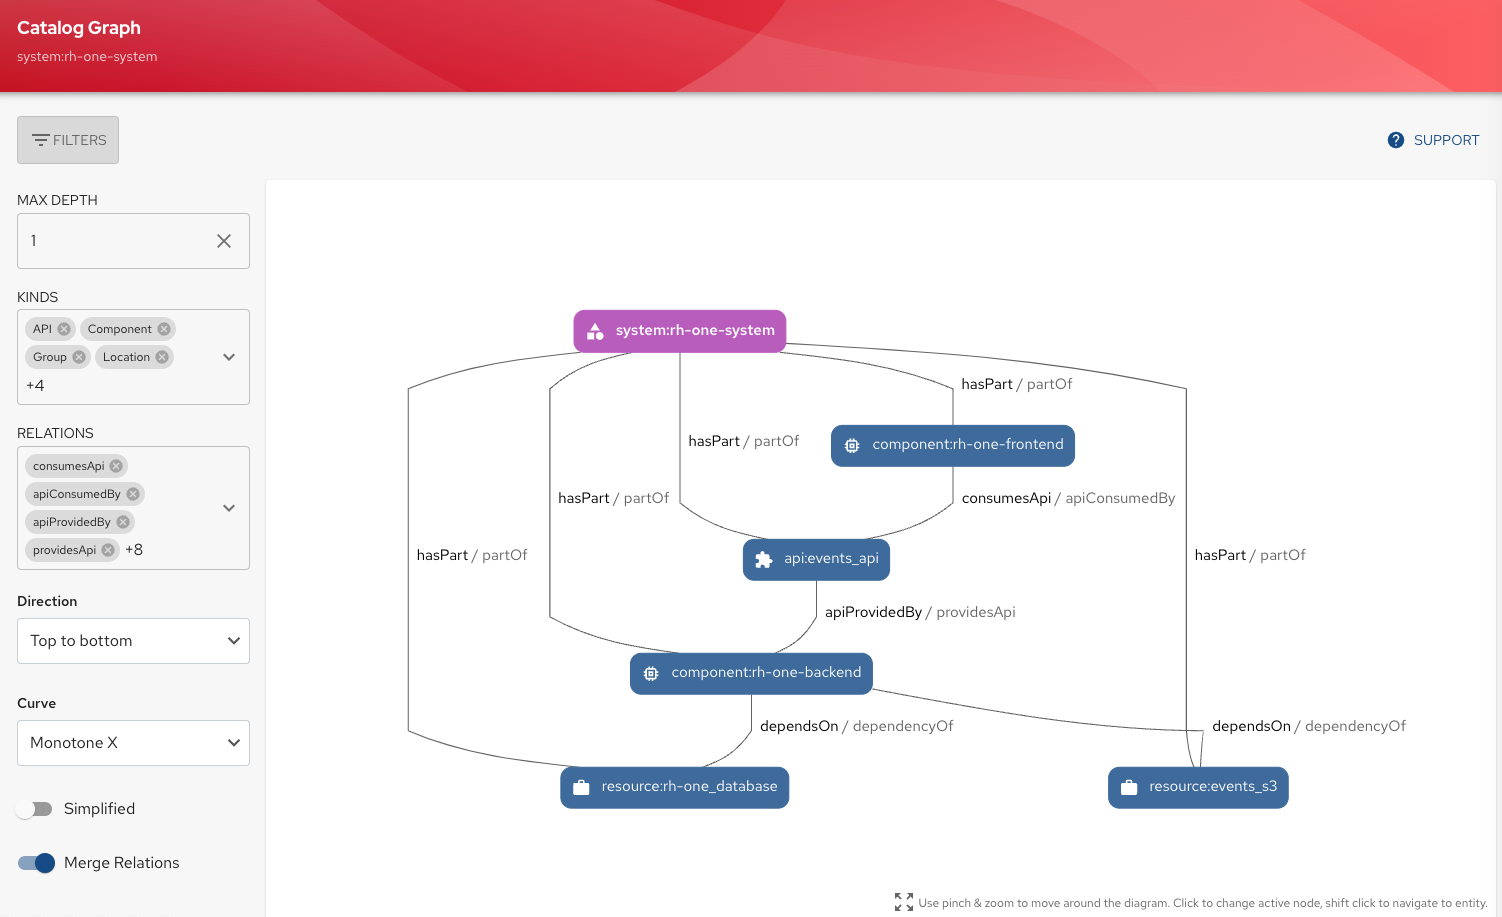 Catalog Graph
system:rh-one-system
FILTERS
SUPPORT
MAX DEPTH
1
KINDS
API
Component
Group
Location
+4
RELATIONS
consumesApi
apiConsumedBy
apiProvidedBy
providesApi +8
Direction
Top to bottom
Curve
Monotone X
Simplified
Merge Relations
system:rh-one-system
hasPart / partOf
hasPart / partOf
component:rh-one-frontend
hasPart / partOf
consumesApi / apiConsumedBy
hasPart / partOf
hasPart / partOf
api:events_api
apiProvidedBy / providesApi
component:rh-one-backend
dependsOn / dependencyOf
dependsOn / dependencyOf
resource:rh-one_database
resource:events_s3
Use pinch & zoom to move around the diagram. Click to change active node, shift click to navigate to entity.